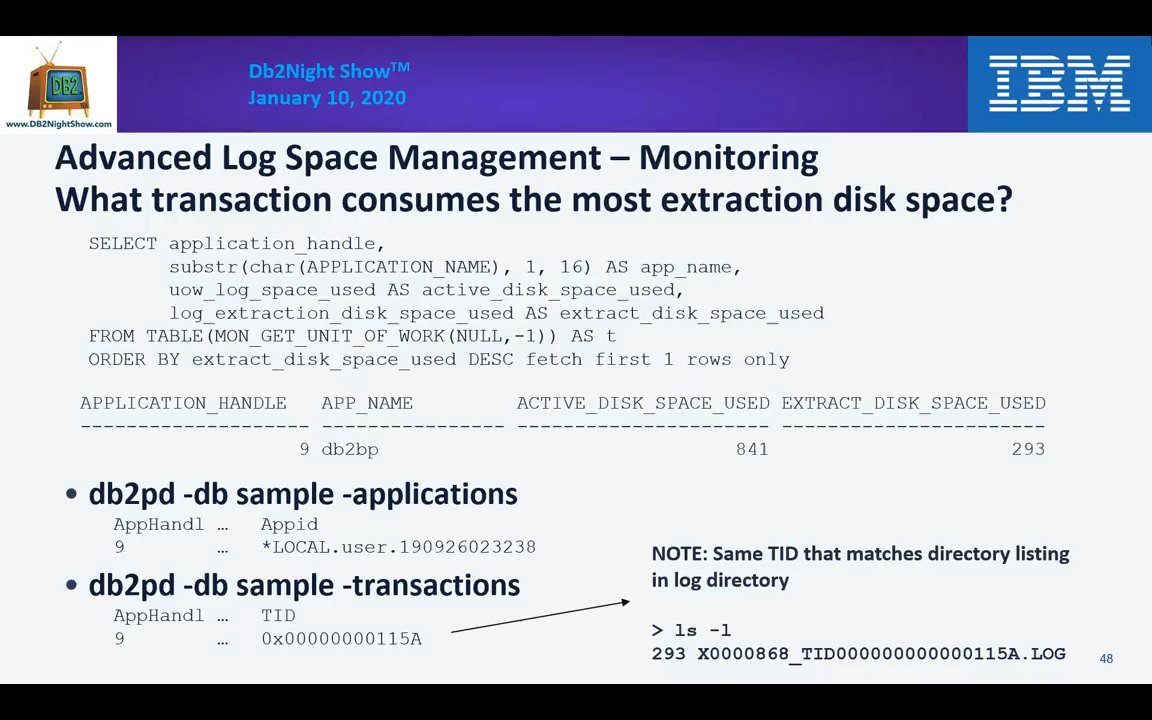 DB2
www.DB2NightShow.com
Db2Night Show™
January 10, 2020
IBM
Advanced Log Space Management – Monitoring
What transaction consumes the most extraction disk space?
SELECT application_handle,
substr(char(APPLICATION_NAME), 1, 16) AS app_name,
uow_log_space_used AS active_disk_space_used,
log_extraction_disk_space_used AS extract_disk_space_used
FROM TABLE(MON_GET_UNIT_OF_WORK(NULL,-1)) AS t
ORDER BY extract_disk_space_used DESC fetch first 1 rows only
APPLICATION_HANDLE APP_NAME ACTIVE_DISK_SPACE_USED EXTRACT_DISK_SPACE_USED
-------------------- ---------------- ---------------------- -----------------------
9 db2bp 841 293
• db2pd -db sample -applications
AppHandl … Appid
9 … *LOCAL.user.190926023238
• db2pd -db sample -transactions
AppHandl … TID
9 … 0x00000000115A
NOTE: Same TID that matches directory listing
in log directory
> ls -l
293 X0000868_TID000000000000115A.LOG
48